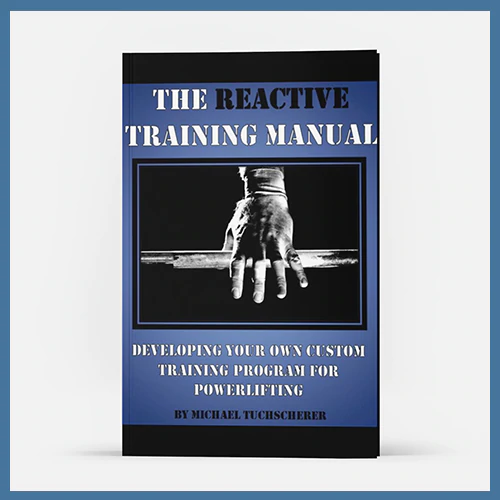 THE REACTIVE
TRAINING MANUAL
DEVELOPING YOUR OWN CUSTOM
TRAINING PROGRAM FOR
POWERLIFTING
BY MICHAEL TUCHSCHERER